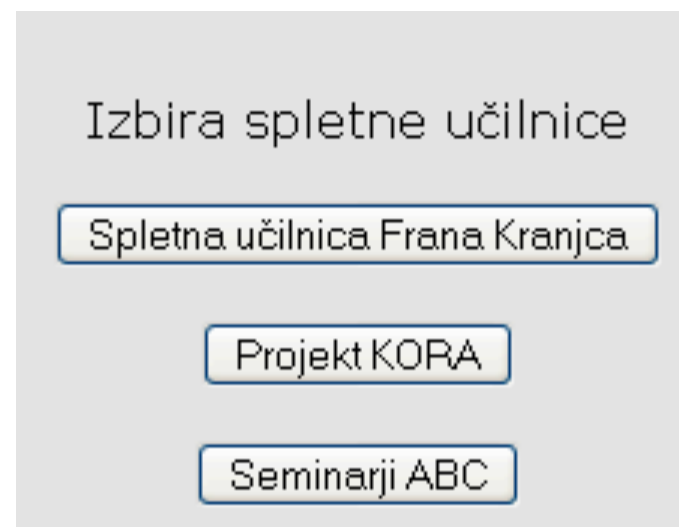 Izbira spletne učilnice
Spletna učilnica Frana Kranjca
Projekt KORA
Seminarji ABC